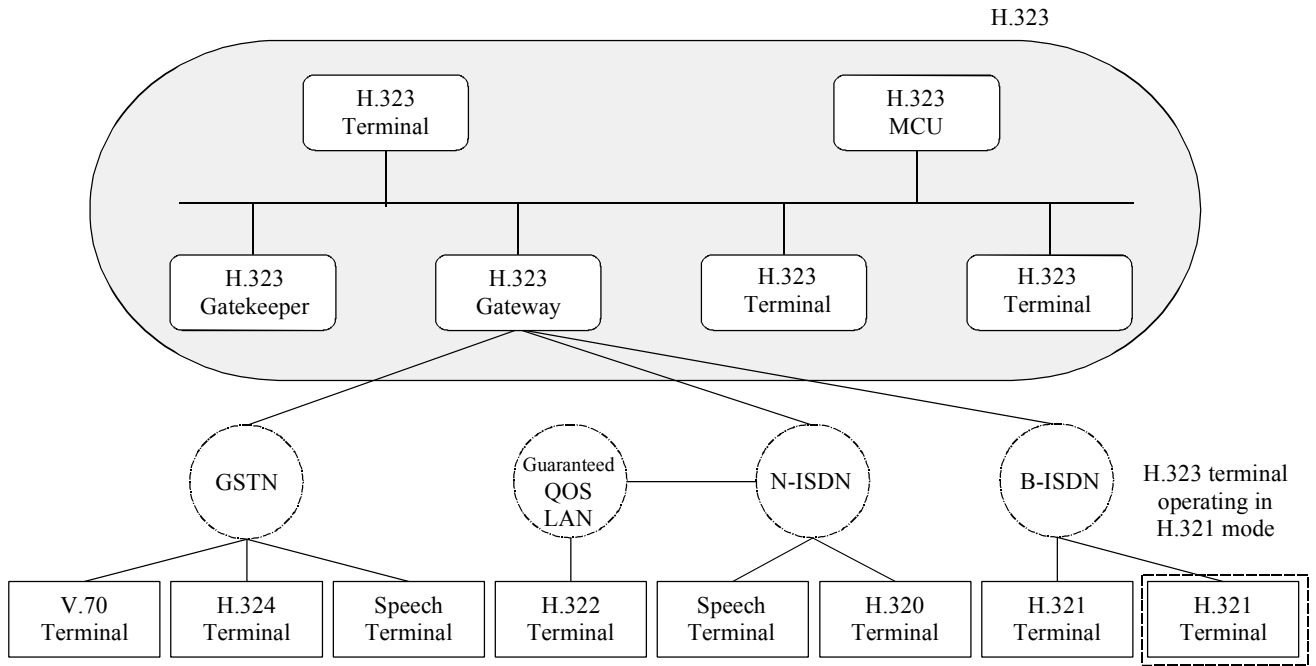 H.323
H.323
Terminal
H.323
MCU
H.323
Gatekeeper
H.323
Gateway
H.323
Terminal
H.323
Terminal
GSTN
Guaranteed
QOS
LAN
N-ISDN
B-ISDN
H.323 terminal
operating in
H.321 mode
V.70
Terminal
H.324
Terminal
Speech
Terminal
H.322
Terminal
Speech
Terminal
H.320
Terminal
H.321
Terminal
H.321
Terminal